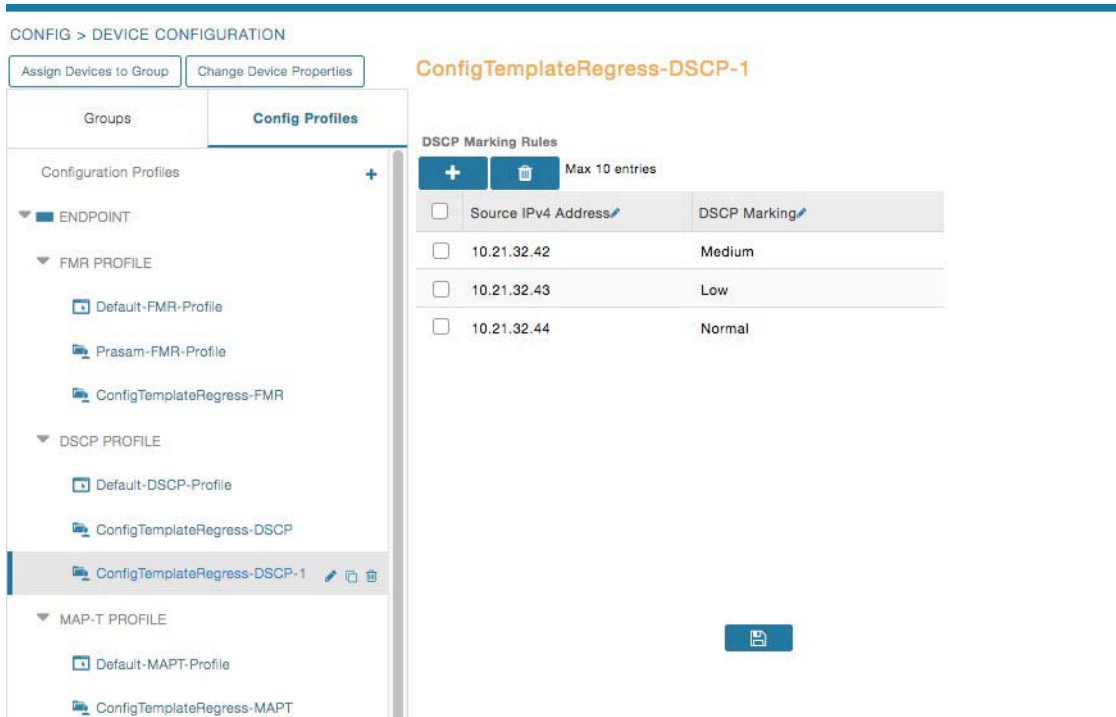 CONFIG > DEVICE CONFIGURATION
Assign Devices to Group
Change Device Properties
Groups
Config Profiles
Configuration Profiles
ENDPOINT
FMR PROFILE
Default-FMR-Profile
Prasam-FMR-Profile
ConfigTemplateRegress-FMR
DSCP PROFILE
Default-DSCP-Profile
ConfigTemplateRegress-DSCP
ConfigTemplateRegress-DSCP-1
MAP-T PROFILE
Default-MAPT-Profile
ConfigTemplateRegress-MAPT
ConfigTemplateRegress-DSCP-1
DSCP Marking Rules
Max 10 entries
Source IPv4 Address DSCP Marking
10.21.32.42 Medium
10.21.32.43 Low
10.21.32.44 Normal